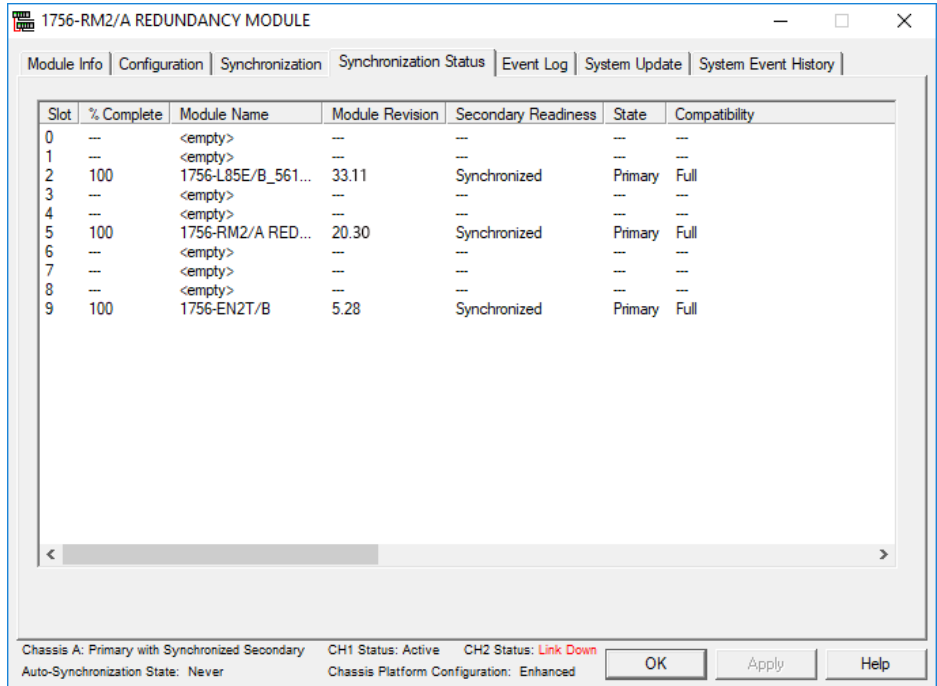 1756-RM2/A REDUNDANCY MODULE
Module Info Configuration Synchronization Synchronization Status Event Log System Update System Event History
Slot % Complete Module Name Module Revision Secondary Readiness State Compatibility
0 --- <empty> --- --- --- ---
1 --- <empty> --- --- --- ---
2 100 1756-L85E/B_561... 33.11 Synchronized Primary Full
3 --- <empty> --- --- --- ---
4 --- <empty> --- --- --- ---
5 100 1756-RM2/A RED... 20.30 Synchronized Primary Full
6 --- <empty> --- --- --- ---
7 --- <empty> --- --- --- ---
8 --- <empty> --- --- --- ---
9 100 1756-EN2T/B 5.28 Synchronized Primary Full
Chassis A: Primary with Synchronized Secondary CH1 Status: Active CH2 Status: Link Down
Auto-Synchronization State: Never Chassis Platform Configuration: Enhanced
OK Apply Help